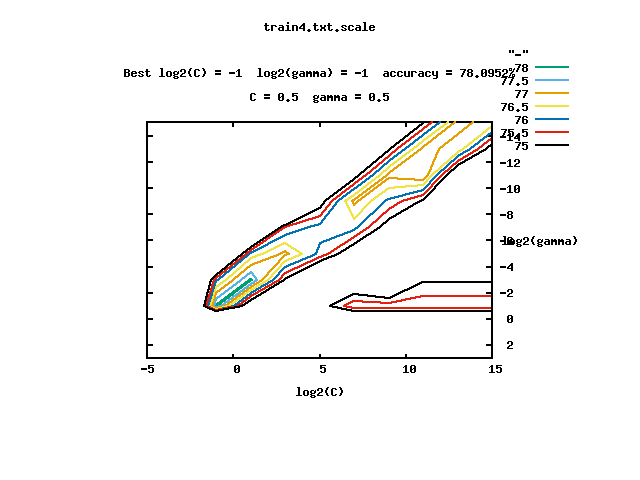 train4.txt.scale
"-"
Best log2(C) = -1  log2(gamma) = -1  accuracy = 78.0952%
78
77.5
C = 0.5  gamma = 0.5
77
76.5
76
75.5
75
-14
-12
-10
-8
-6
log2(gamma)
-4
-2
0
2
-5 0 5 10 15
log2(C)